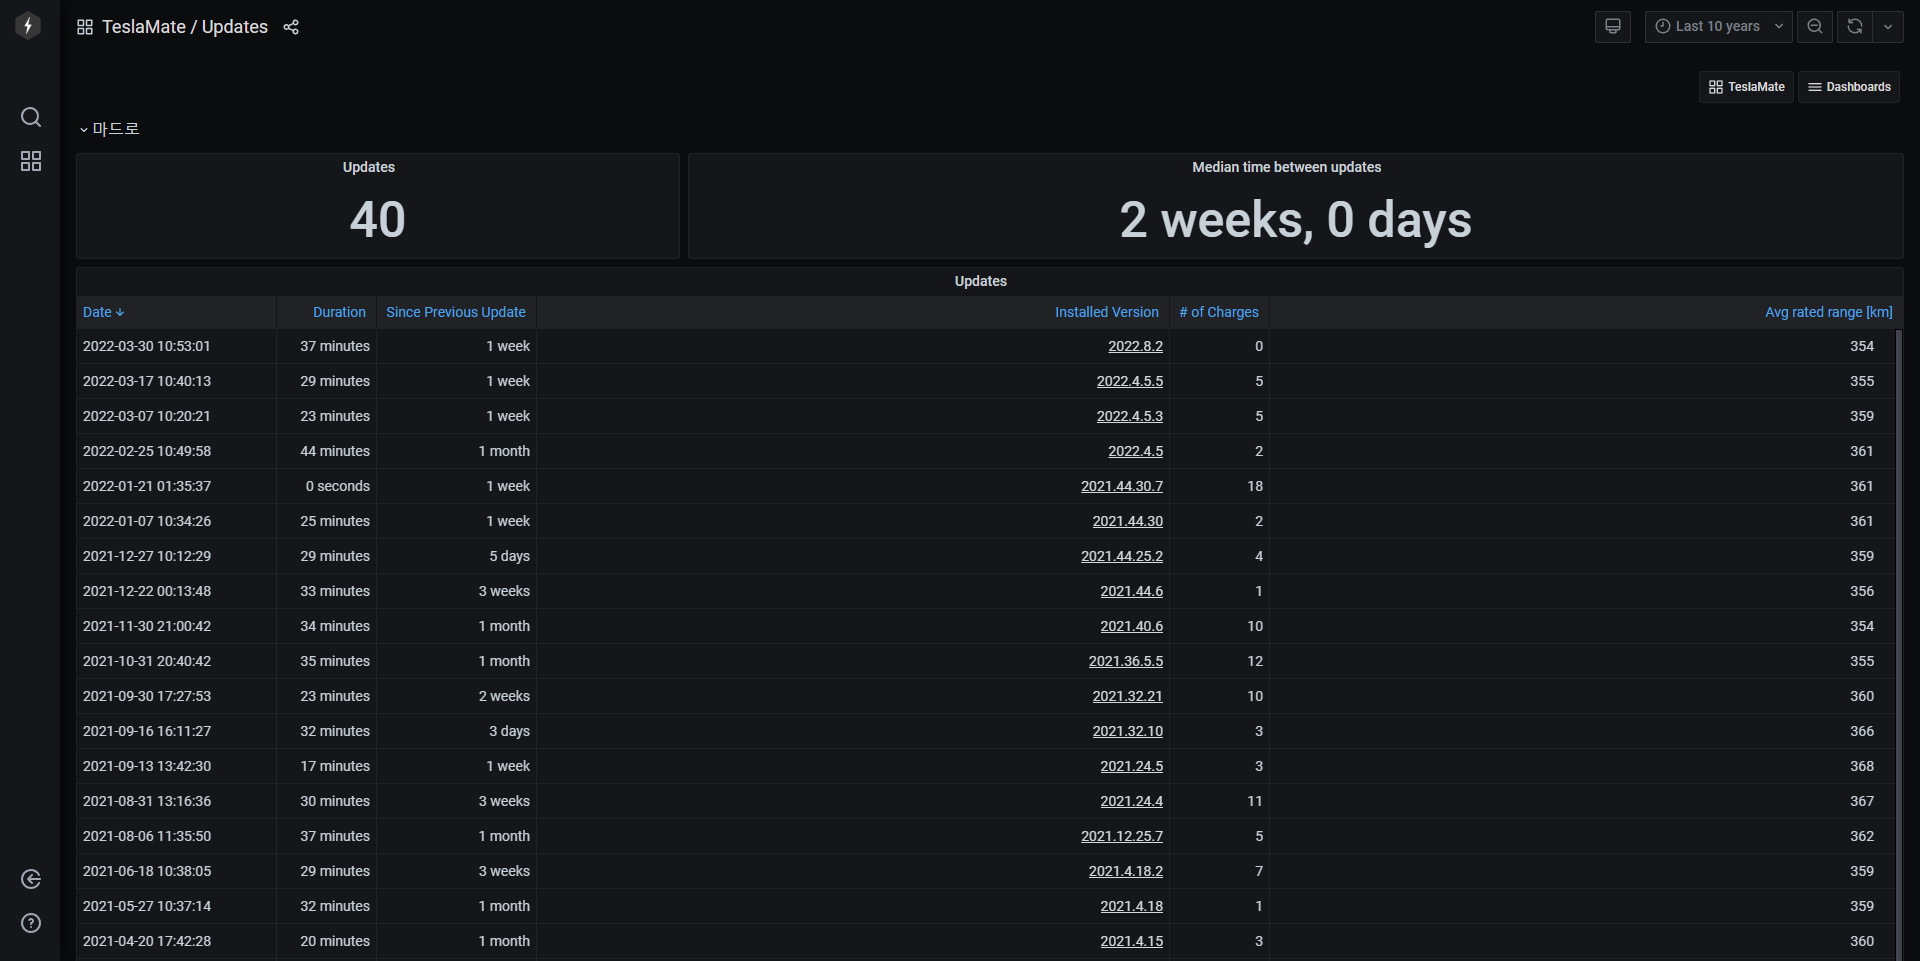 TeslaMate / Updates
Last 10 years
TeslaMate
Dashboards
마드로
Updates
40
Median time between updates
2 weeks, 0 days
Updates
Date Duration Since Previous Update Installed Version # of Charges Avg rated range [km]
2022-03-30 10:53:01 37 minutes 1 week 2022.8.2 0 354
2022-03-17 10:40:13 29 minutes 1 week 2022.4.5.5 5 355
2022-03-07 10:20:21 23 minutes 1 week 2022.4.5.3 5 359
2022-02-25 10:49:58 44 minutes 1 month 2022.4.5 2 361
2022-01-21 01:35:37 0 seconds 1 week 2021.44.30.7 18 361
2022-01-07 10:34:26 25 minutes 1 week 2021.44.30 2 361
2021-12-27 10:12:29 29 minutes 5 days 2021.44.25.2 4 359
2021-12-22 00:13:48 33 minutes 3 weeks 2021.44.6 1 356
2021-11-30 21:00:42 34 minutes 1 month 2021.40.6 10 354
2021-10-31 20:40:42 35 minutes 1 month 2021.36.5.5 12 355
2021-09-30 17:27:53 23 minutes 2 weeks 2021.32.21 10 360
2021-09-16 16:11:27 32 minutes 3 days 2021.32.10 3 366
2021-09-13 13:42:30 17 minutes 1 week 2021.24.5 3 368
2021-08-31 13:16:36 30 minutes 3 weeks 2021.24.4 11 367
2021-08-06 11:35:50 37 minutes 1 month 2021.12.25.7 5 362
2021-06-18 10:38:05 29 minutes 3 weeks 2021.4.18.2 7 359
2021-05-27 10:37:14 32 minutes 1 month 2021.4.18 1 359
2021-04-20 17:42:28 20 minutes 1 month 2021.4.15 3 360